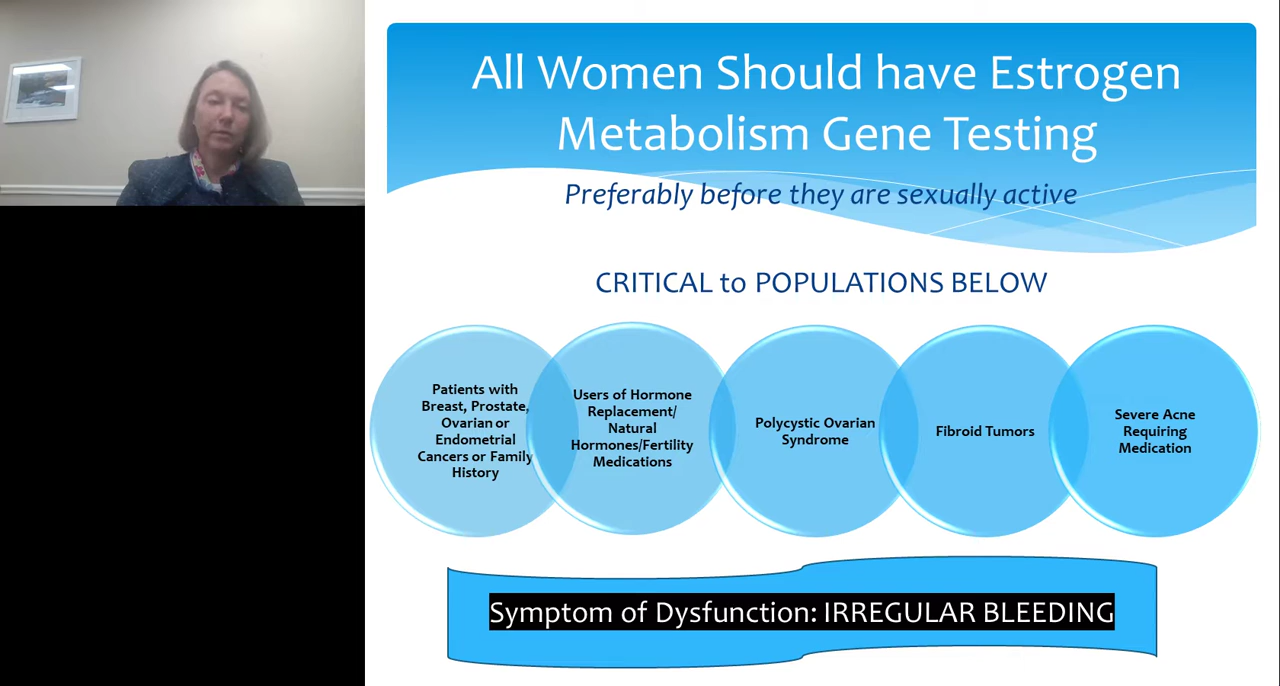 All Women Should have Estrogen
Metabolism Gene Testing
Preferably before they are sexually active
CRITICAL to POPULATIONS BELOW
Patients with
Breast, Prostate,
Ovarian or
Endometrial
Cancers or Family
History
Users of Hormone
Replacement/
Natural
Hormones/Fertility
Medications
Polycystic Ovarian
Syndrome
Fibroid Tumors
Severe Acne
Requiring
Medication
Symptom of Dysfunction: IRREGULAR BLEEDING